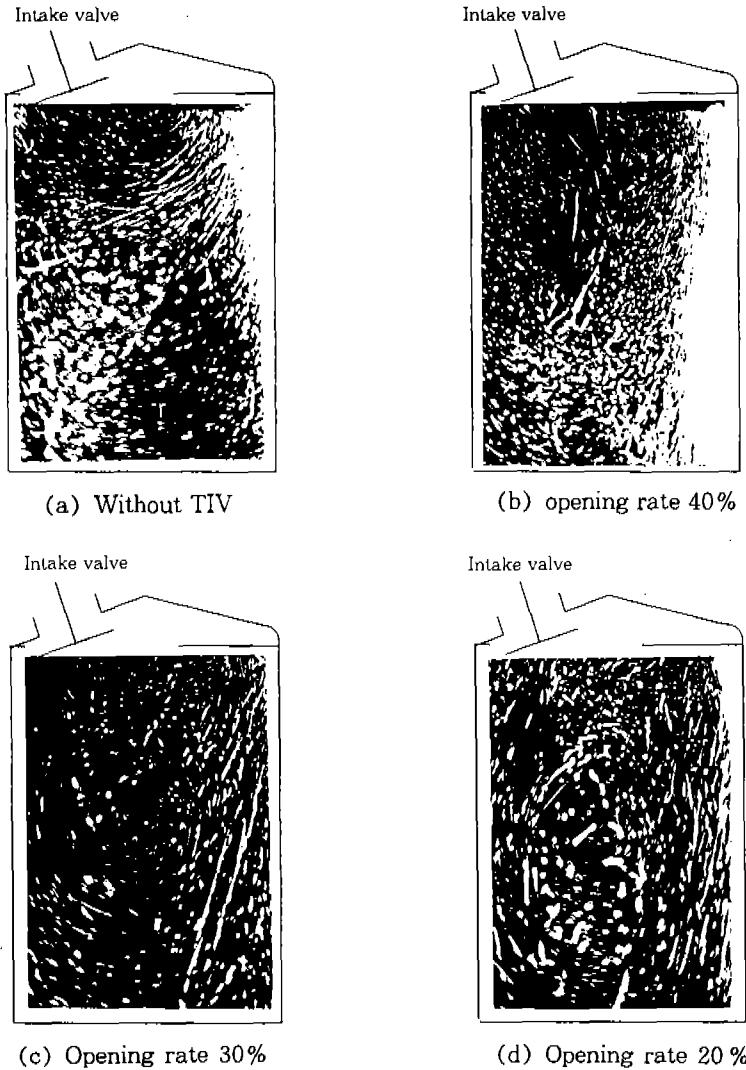 Intake valve
Intake valve
(a) Without TIV
(b) opening rate 40%
Intake valve
Intake valve
(c) Opening rate 30%
(d) Opening rate 20%